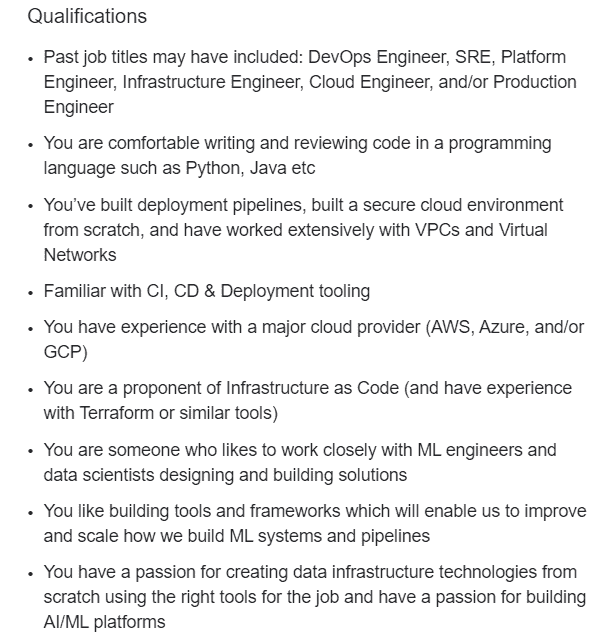 Qualifications
• Past job titles may have included: DevOps Engineer, SRE, Platform
Engineer, Infrastructure Engineer, Cloud Engineer, and/or Production
Engineer
• You are comfortable writing and reviewing code in a programming
language such as Python, Java etc
• You’ve built deployment pipelines, built a secure cloud environment
from scratch, and have worked extensively with VPCs and Virtual
Networks
• Familiar with CI, CD & Deployment tooling
• You have experience with a major cloud provider (AWS, Azure, and/or
GCP)
• You are a proponent of Infrastructure as Code (and have experience
with Terraform or similar tools)
• You are someone who likes to work closely with ML engineers and
data scientists designing and building solutions
• You like building tools and frameworks which will enable us to improve
and scale how we build ML systems and pipelines
• You have a passion for creating data infrastructure technologies from
scratch using the right tools for the job and have a passion for building
AI/ML platforms